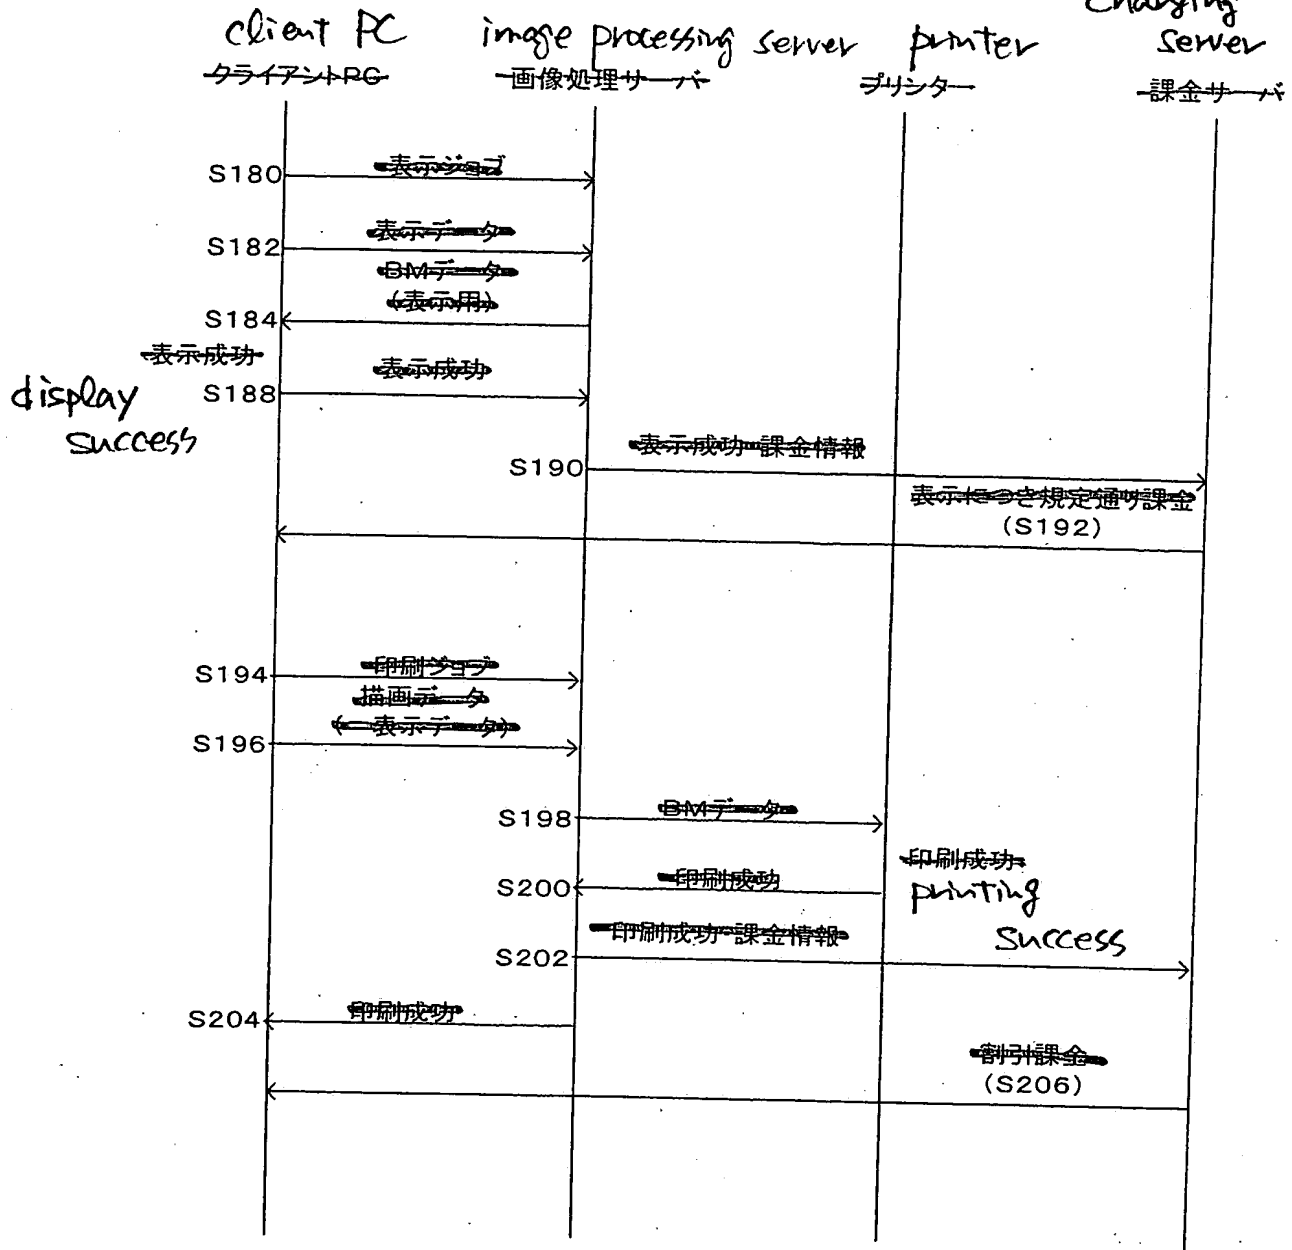 charging
client PC image processing server printer server
クライアントPC 画像処理サーバ プリンター 課金サーバ
表示ジョブ
S180
表示データ
S182
BMデータ
(表示用)
S184
表示成功
表示成功
display
S188
success
表示成功・課金情報
S190
表示につき規定通り課金
(S192)
印刷ジョブ
S194
描画データ
(表示データ)
S196
BMデータ
S198
印刷成功
印刷成功
S200
printing
印刷成功・課金情報
success
S202
印刷成功
S204
割引課金
(S206)